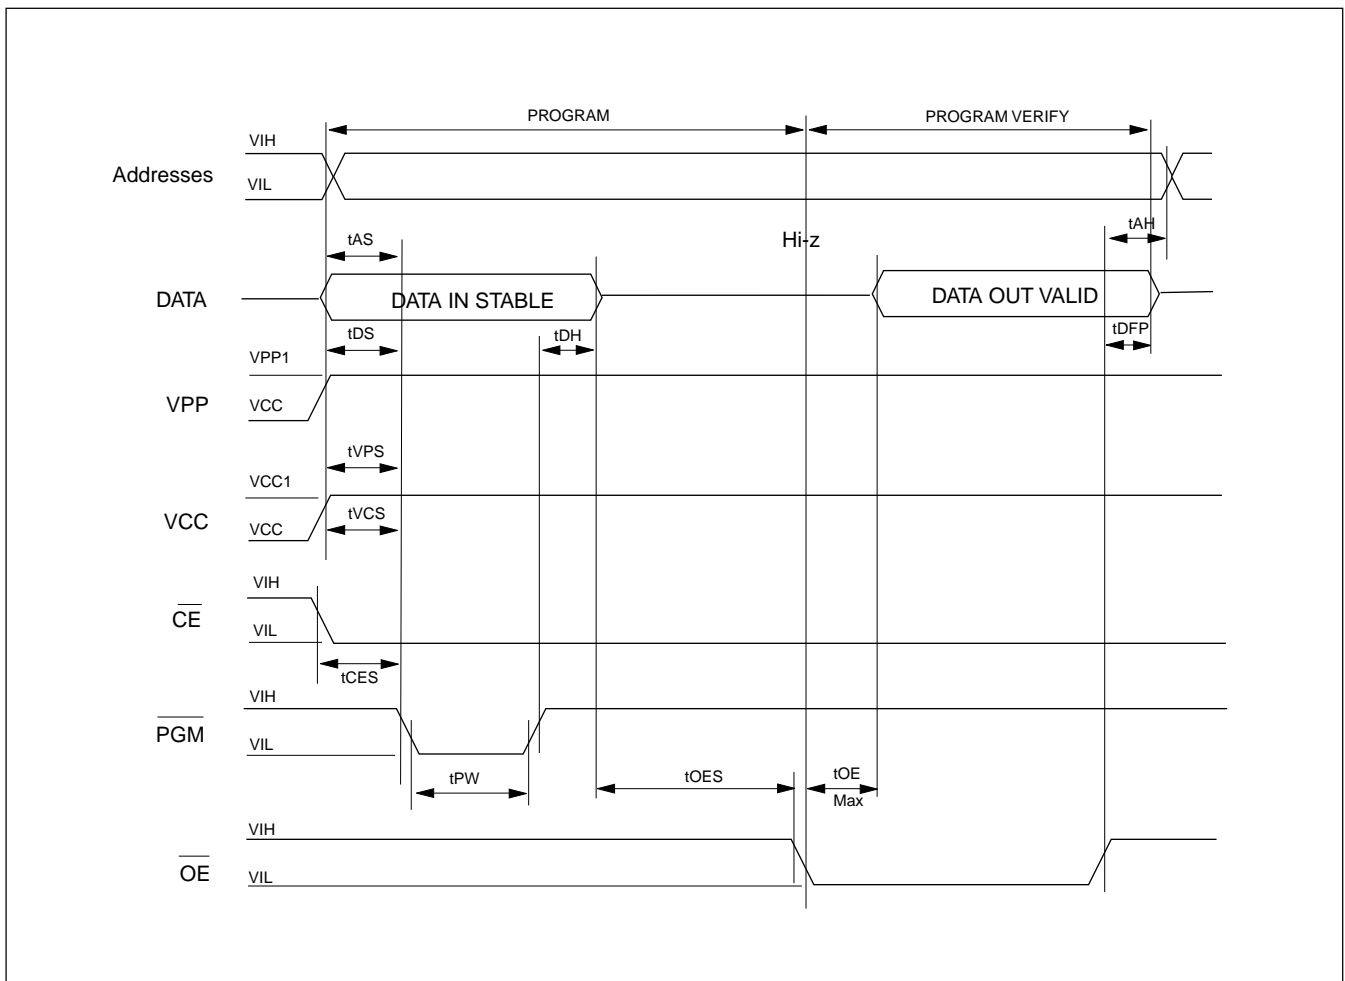 PROGRAM
PROGRAM VERIFY
VIH
Addresses
VIL
tAS
Hi-z
tAH
DATA
DATA IN STABLE
DATA OUT VALID
tDS
tDH
tDFP
VPP1
VPP
VCC
tVPS
VCC1
VCC
tVCS
VCC
VIH
CE
VIL
tCES
VIH
PGM
VIL
tPW
tOES
tOE
Max
VIH
OE
VIL